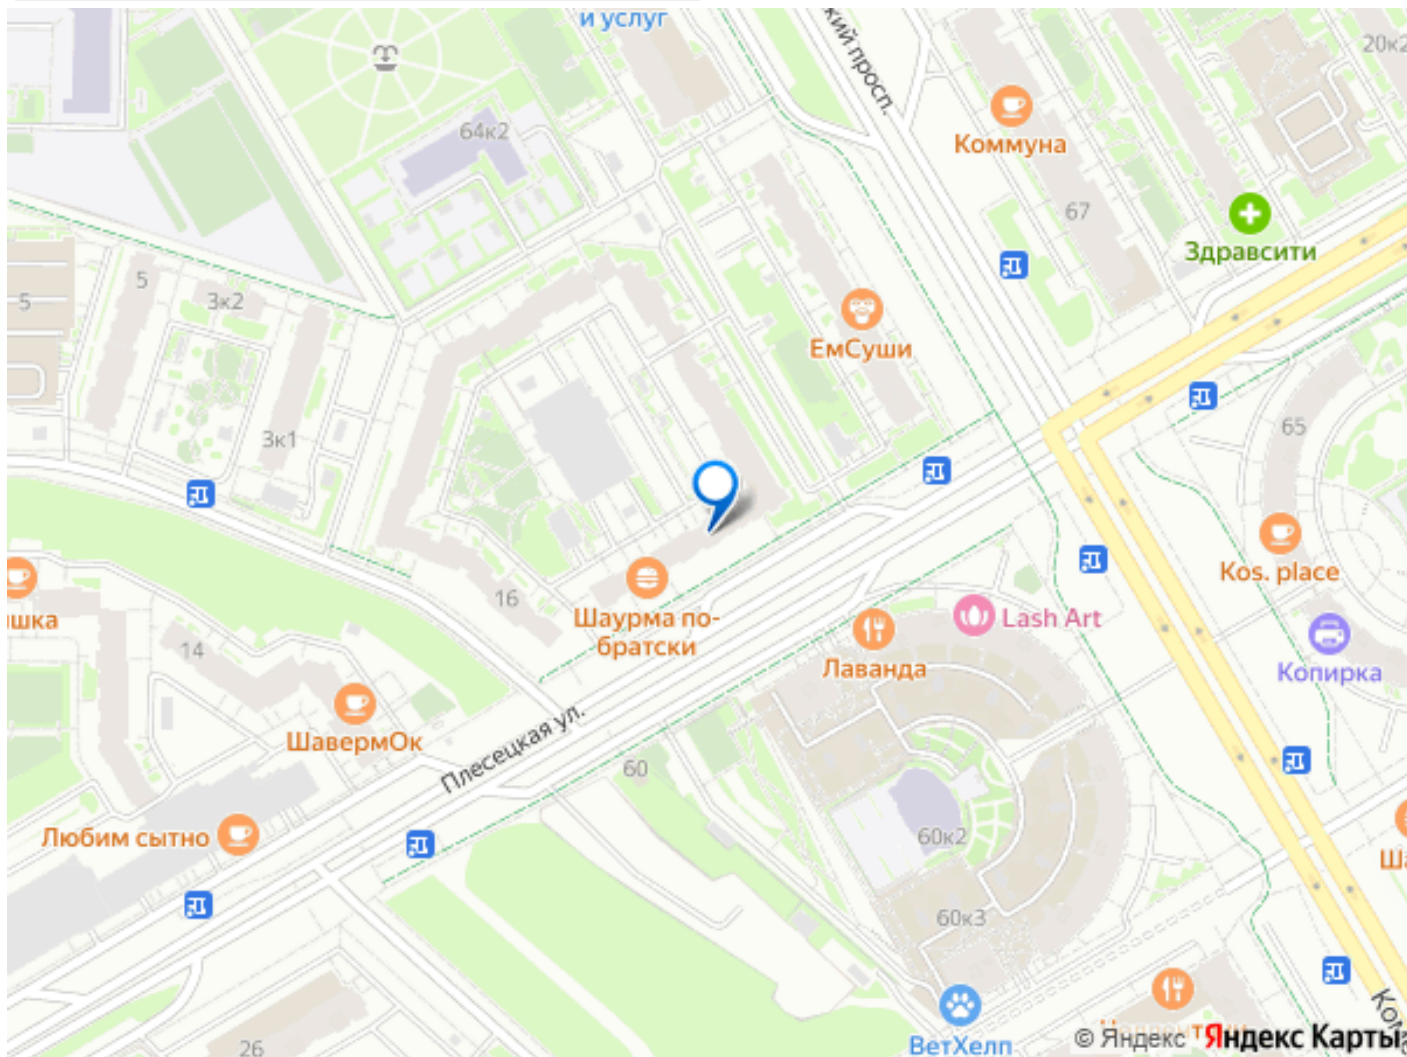 и услуг
кий просп.
20к2
Коммуна
64к2
67
Здравсити
5
3к2
5
ЕмСуши
3к1
65
Kos. place
16
Шаурма по-
братски
Lash Art
шка
14
Лаванда
Копирка
ШавермОк
Плесецкая ул.
60
Любим сытно
60к2
Ша
60к3
26
ВетХелп
© Яндекс Яндекс Карты